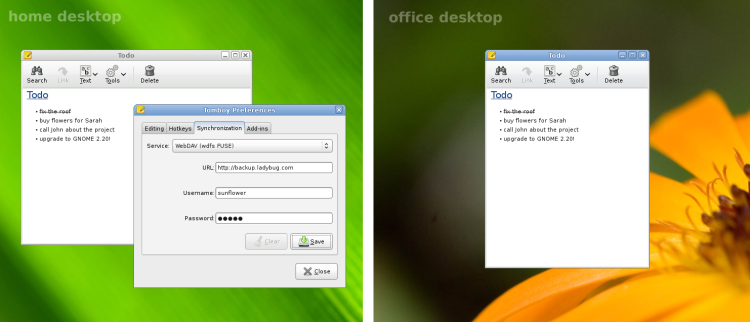 home desktop
Todo
Search Link Text Tools Delete
Todo
• fix the roof
• buy flowers for Sarah
• call John about the project
• upgrade to GNOME 2.20!
Tomboy Preferences
Editing Hotkeys Synchronization Add-ins
Service: WebDAV (wdfs FUSE)
URL: http://backup.ladybug.com
Username: sunflower
Password: ●●●●●
Clear Save
Close
office desktop
Todo
Search Link Text Tools Delete
Todo
• fix the roof
• buy flowers for Sarah
• call John about the project
• upgrade to GNOME 2.20!